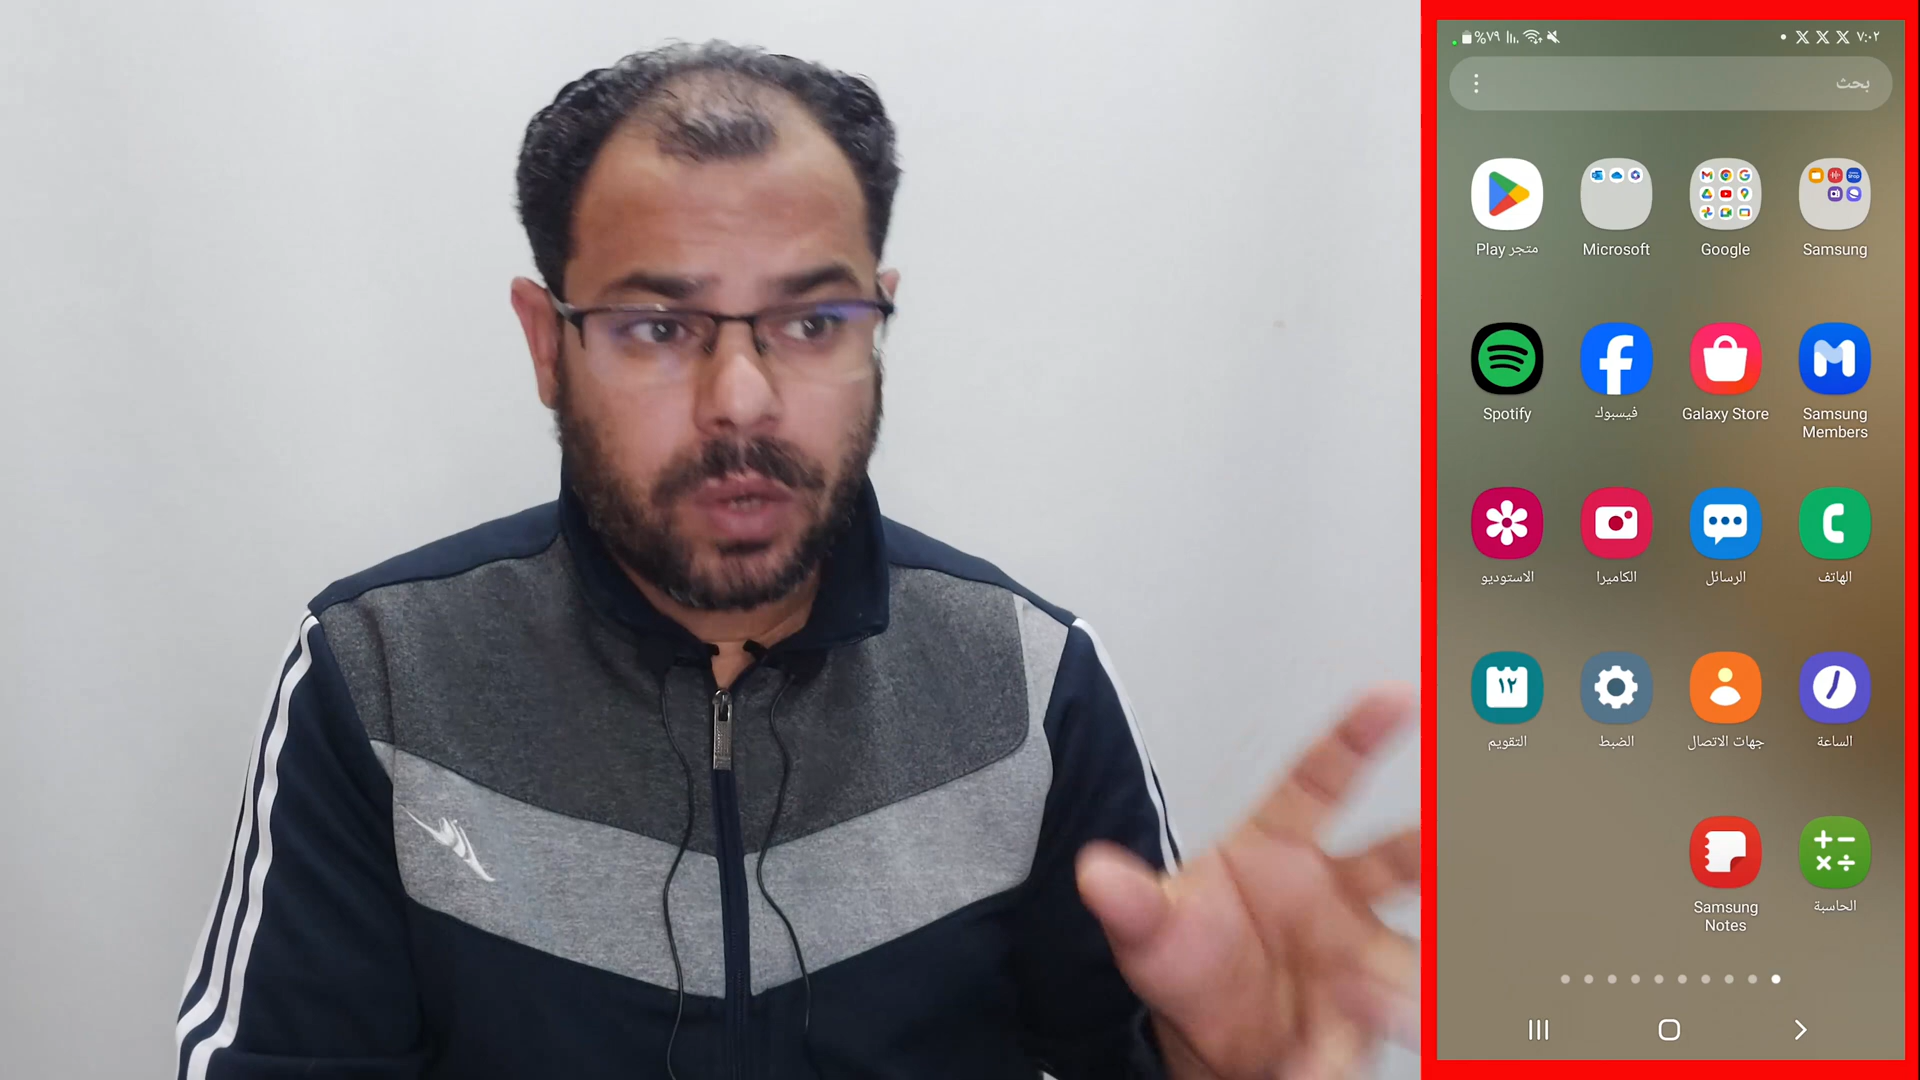 %٧٩
٧:٠٢
بحث
Samsung
Google
Microsoft
متجر Play
Samsung
Members
Galaxy Store
فيسبوك
Spotify
الهاتف
الرسائل
الكاميرا
الاستوديو
الساعة
جهات الاتصال
الضبط
١٢
التقويم
الحاسبة
Samsung
Notes